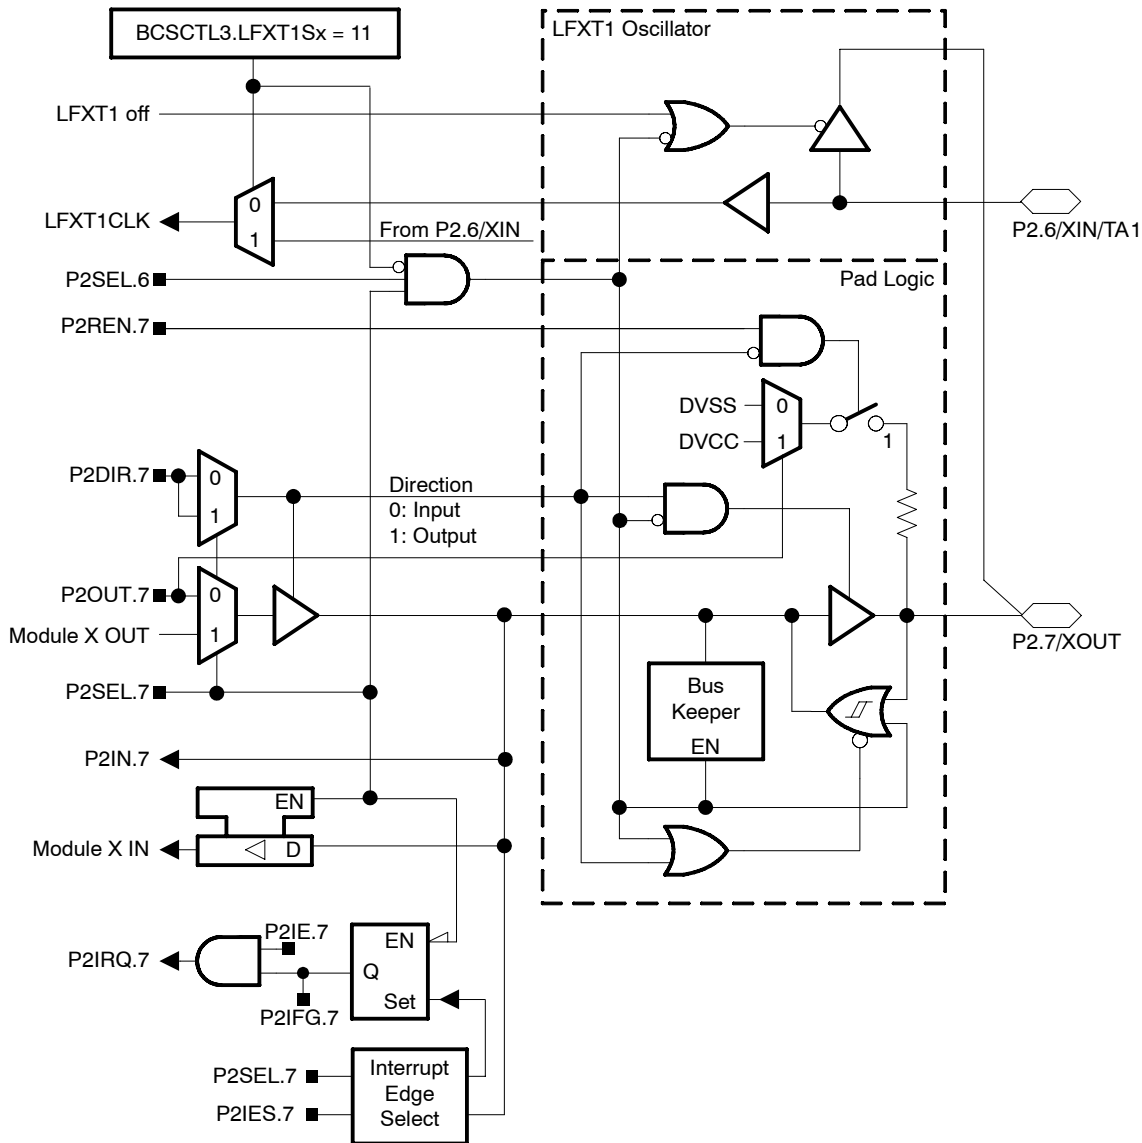 BCSCTL3.LFXT1Sx = 11
LFXT1 Oscillator
LFXT1 off
0
LFXT1CLK
1
From P2.6/XIN
P2.6/XIN/TA1
P2SEL.6
Pad Logic
P2REN.7
DVSS
0
DVCC
1
1
P2DIR.7
0
1
Direction
0: Input
1: Output
P2OUT.7
0
Module X OUT
1
P2.7/XOUT
P2SEL.7
Bus
Keeper
EN
P2IN.7
EN
Module X IN
D
P2IE.7
EN
P2IRQ.7
Q
Set
P2IFG.7
P2SEL.7
P2IES.7
Interrupt
Edge
Select